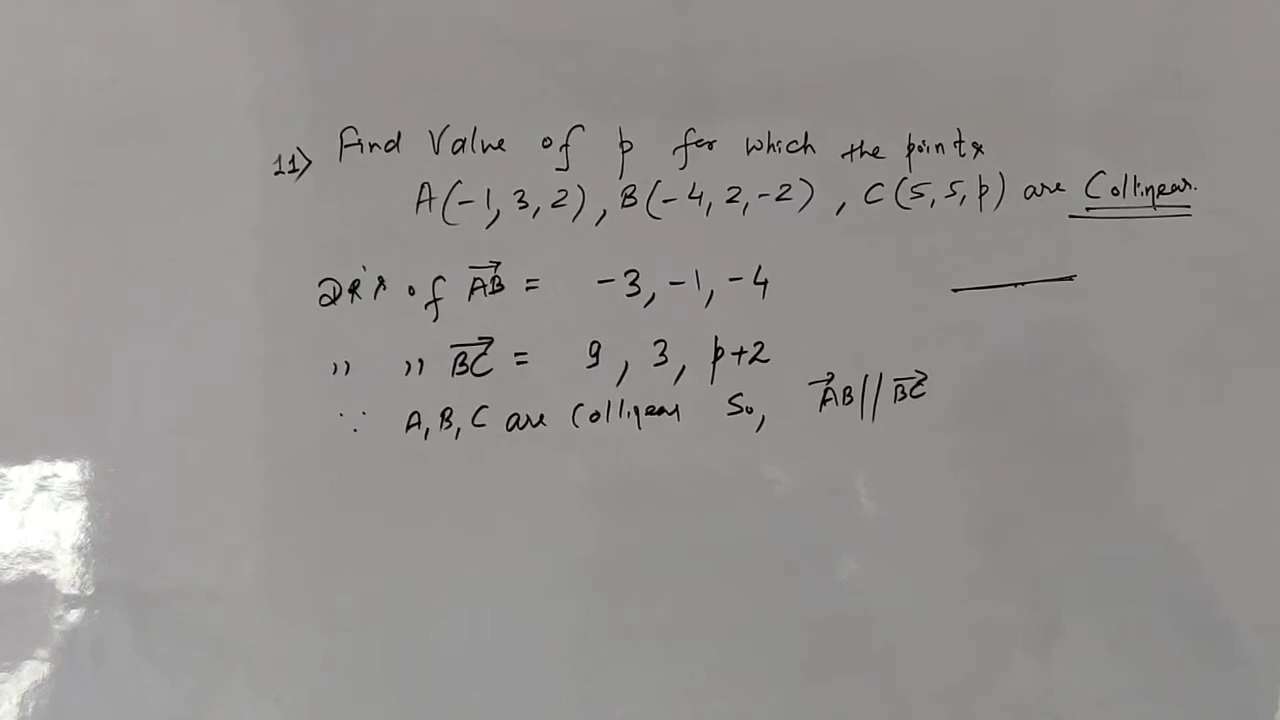 11) Find Value of p for which the points
A(-1, 3, 2), B(-4, 2, -2), C(5, 5, p) are Collinear.
DR's of AB = -3, -1, -4
,, ,, BC = 9, 3, p+2
∵ A, B, C are Collinear So, AB // BC